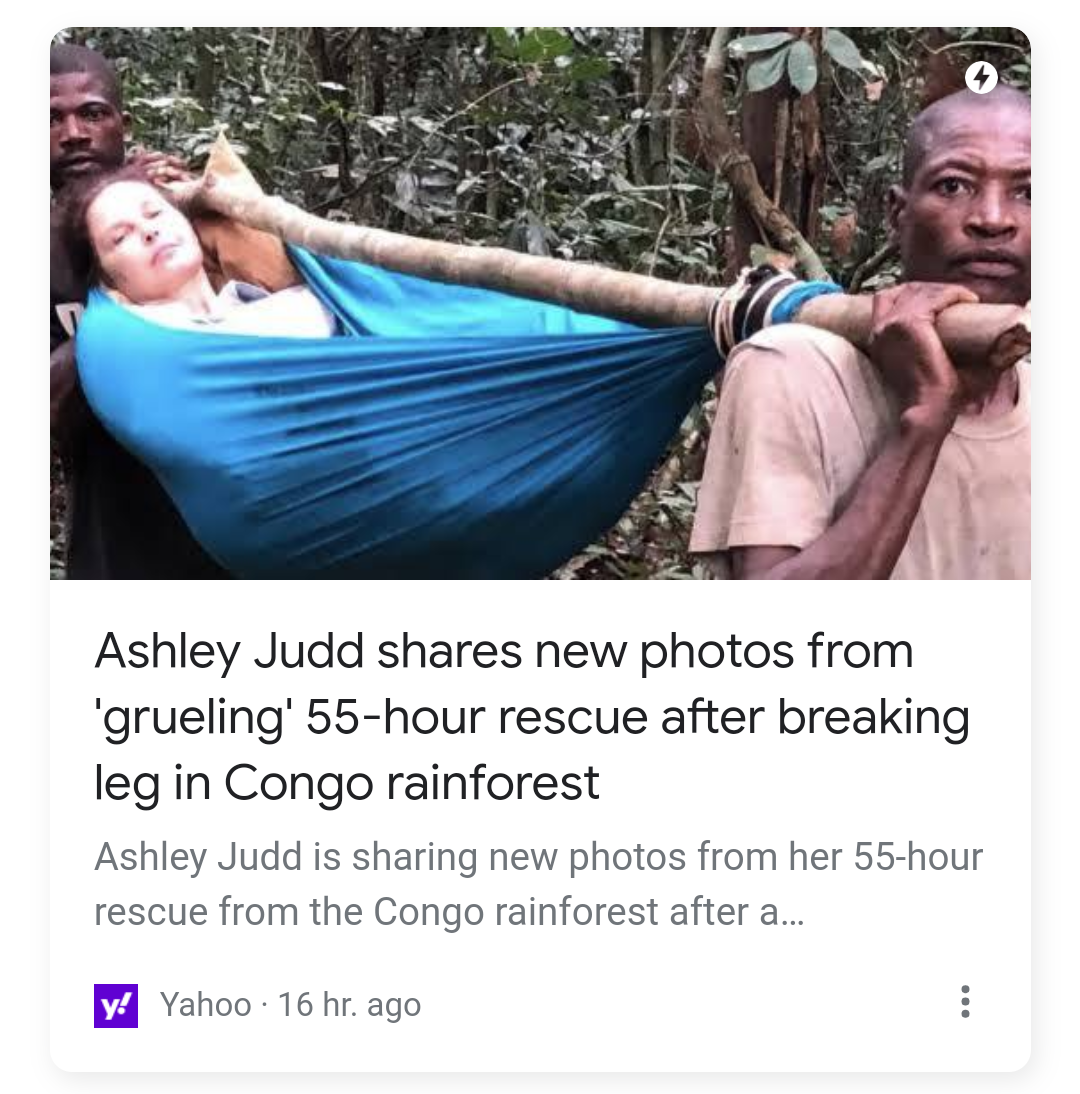 Ashley Judd shares new photos from
'grueling' 55-hour rescue after breaking
leg in Congo rainforest
Ashley Judd is sharing new photos from her 55-hour
rescue from the Congo rainforest after a...
y! Yahoo · 16 hr. ago